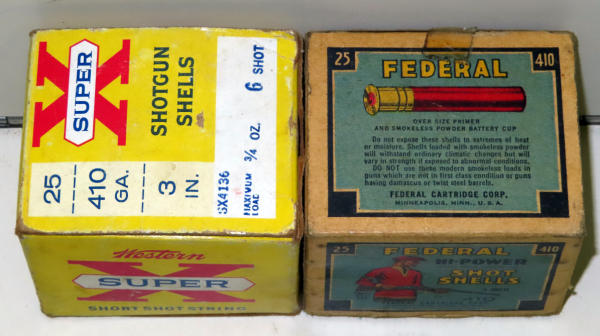 X
SUPER
SHOTGUN
SHELLS
25
410
GA.
3
IN.
SX4136
MAXIMUM
LOAD
3/4 OZ.
6 SHOT
Western
SUPER
X
SHORT SHOT STRING
25
410
FEDERAL
OVER SIZE PRIMER
AND SMOKELESS POWDER BATTERY CUP
Do not expose these shells to extremes of heat
or moisture. Shells loaded with smokeless powder
will withstand ordinary climatic changes but will
vary in strength if exposed to abnormal conditions.
DO NOT use these modern smokeless loads in
guns which are not in first class condition or guns
having damascus or twist steel barrels.
FEDERAL CARTRIDGE CORP.
MINNEAPOLIS, MINN., U.S.A.
25
410
FEDERAL
HI-POWER
SHOT
SHELLS
410
FEDERAL CARTRIDGE CORP.